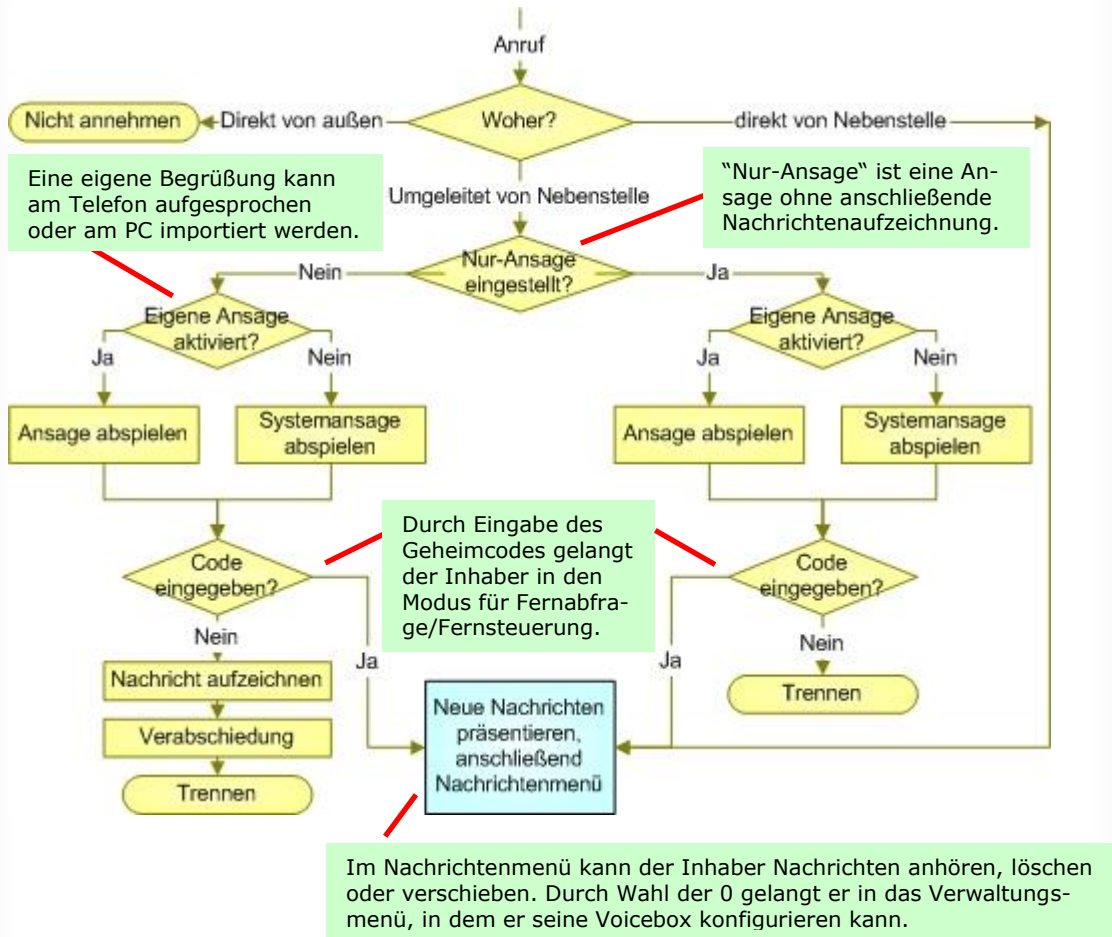 Anruf
Nicht annehmen
Direkt von außen
Woher?
direkt von Nebenstelle
Eine eigene Begrüßung kann
am Telefon aufgesprochen
oder am PC importiert werden.
Umgeleitet von Nebenstelle
"Nur-Ansage“ ist eine An-
sage ohne anschließende
Nachrichtenaufzeichnung.
Nein
Nur-Ansage
eingestellt?
Ja
Eigene Ansage
aktiviert?
Eigene Ansage
aktiviert?
Ja
Nein
Ja
Nein
Ansage abspielen
Systemansage
abspielen
Ansage abspielen
Systemansage
abspielen
Durch Eingabe des
Geheimcodes gelangt
der Inhaber in den
Modus für Fernabfra-
ge/Fernsteuerung.
Code
eingegeben?
Code
eingegeben?
Nein
Ja
Ja
Nein
Nachricht aufzeichnen
Verabschiedung
Trennen
Neue Nachrichten
präsentieren,
anschließend
Nachrichtenmenü
Trennen
Im Nachrichtenmenü kann der Inhaber Nachrichten anhören, löschen
oder verschieben. Durch Wahl der 0 gelangt er in das Verwaltungs-
menü, in dem er seine Voicebox konfigurieren kann.